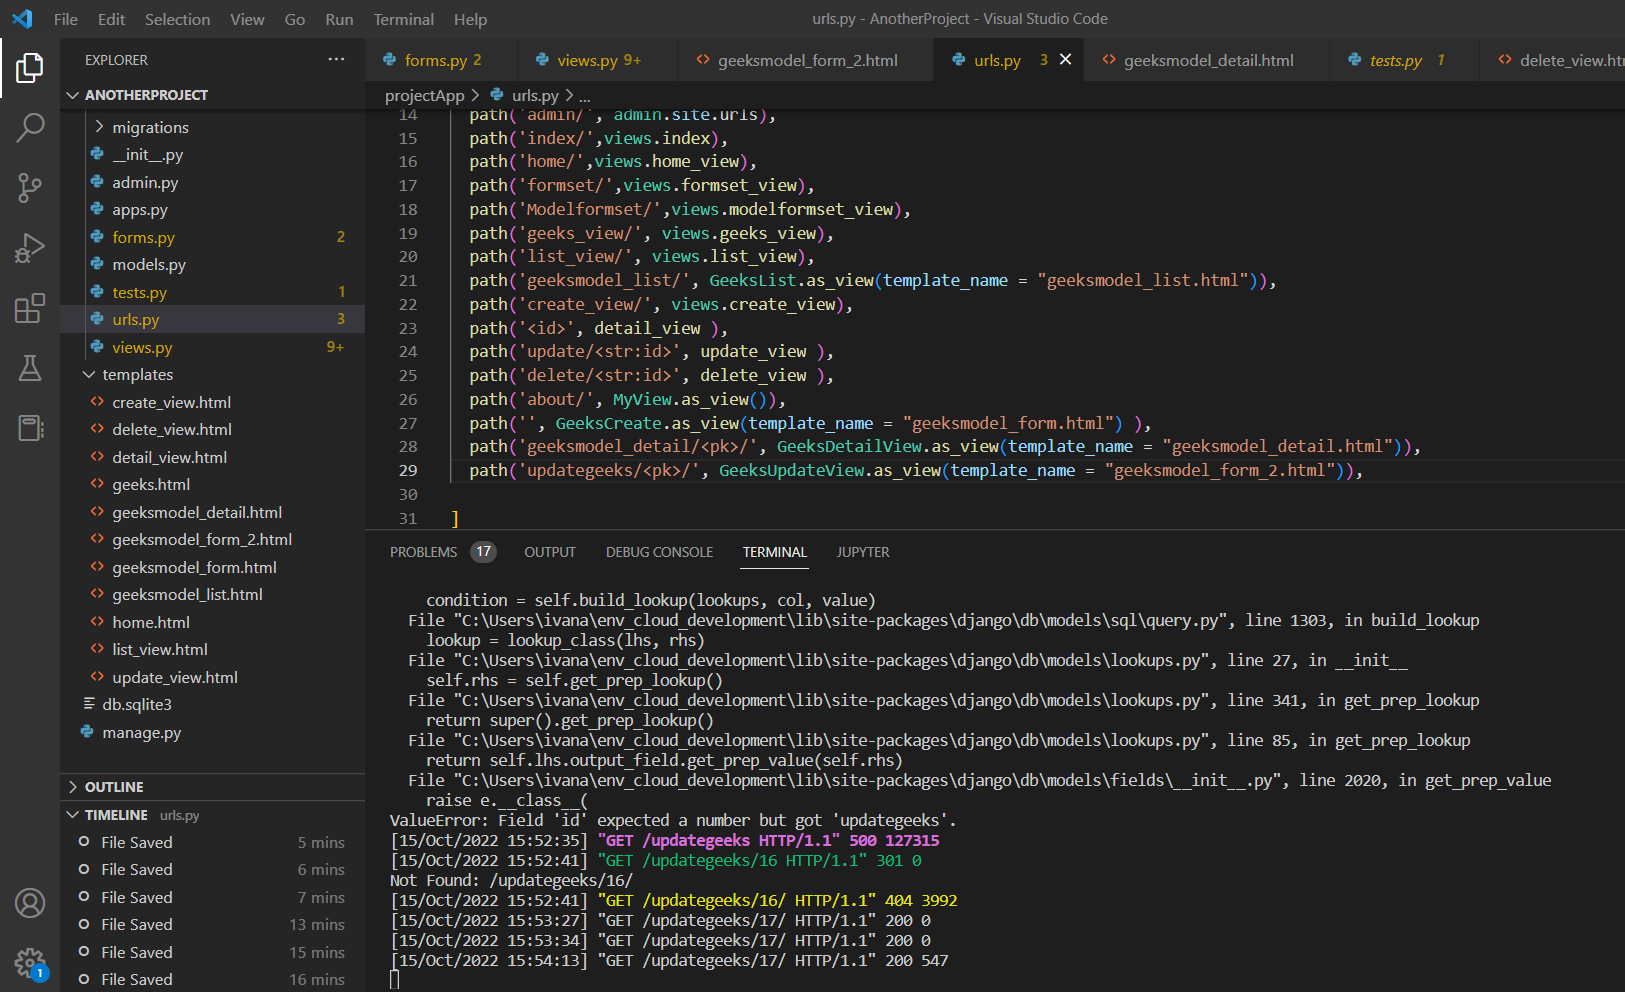 File Edit Selection View Go Run Terminal Help
urls.py - AnotherProject - Visual Studio Code
EXPLORER
ANOTHERPROJECT
migrations
__init__.py
admin.py
apps.py
forms.py 2
models.py
tests.py 1
urls.py 3
views.py 9+
templates
create_view.html
delete_view.html
detail_view.html
geeks.html
geeksmodel_detail.html
geeksmodel_form_2.html
geeksmodel_form.html
geeksmodel_list.html
home.html
list_view.html
update_view.html
db.sqlite3
manage.py
OUTLINE
TIMELINE urls.py
File Saved 5 mins
File Saved 6 mins
File Saved 7 mins
File Saved 13 mins
File Saved 15 mins
File Saved 16 mins
1
forms.py 2 views.py 9+ geeksmodel_form_2.html urls.py 3 geeksmodel_detail.html tests.py 1 delete_view.htm
projectApp > urls.py > ...
14 path('admin/', admin.site.urls),
15 path('index/',views.index),
16 path('home/',views.home_view),
17 path('formset/',views.formset_view),
18 path('Modelformset/',views.modelformset_view),
19 path('geeks_view/', views.geeks_view),
20 path('list_view/', views.list_view),
21 path('geeksmodel_list/', GeeksList.as_view(template_name = "geeksmodel_list.html")),
22 path('create_view/', views.create_view),
23 path('<id>', detail_view ),
24 path('update/<str:id>', update_view ),
25 path('delete/<str:id>', delete_view ),
26 path('about/', MyView.as_view()),
27 path('', GeeksCreate.as_view(template_name = "geeksmodel_form.html") ),
28 path('geeksmodel_detail/<pk>/', GeeksDetailView.as_view(template_name = "geeksmodel_detail.html")),
29 path('updategeeks/<pk>/', GeeksUpdateView.as_view(template_name = "geeksmodel_form_2.html")),
30
31 ]
PROBLEMS 17 OUTPUT DEBUG CONSOLE TERMINAL JUPYTER
condition = self.build_lookup(lookups, col, value)
File "C:\Users\ivana\env_cloud_development\lib\site-packages\django\db\models\sql\query.py", line 1303, in build_lookup
lookup = lookup_class(lhs, rhs)
File "C:\Users\ivana\env_cloud_development\lib\site-packages\django\db\models\lookups.py", line 27, in __init__
self.rhs = self.get_prep_lookup()
File "C:\Users\ivana\env_cloud_development\lib\site-packages\django\db\models\lookups.py", line 341, in get_prep_lookup
return super().get_prep_lookup()
File "C:\Users\ivana\env_cloud_development\lib\site-packages\django\db\models\lookups.py", line 85, in get_prep_lookup
return self.lhs.output_field.get_prep_value(self.rhs)
File "C:\Users\ivana\env_cloud_development\lib\site-packages\django\db\models\fields\__init__.py", line 2020, in get_prep_value
raise e.__class__(
ValueError: Field 'id' expected a number but got 'updategeeks'.
[15/Oct/2022 15:52:35] "GET /updategeeks HTTP/1.1" 500 127315
[15/Oct/2022 15:52:41] "GET /updategeeks/16 HTTP/1.1" 301 0
Not Found: /updategeeks/16/
[15/Oct/2022 15:52:41] "GET /updategeeks/16/ HTTP/1.1" 404 3992
[15/Oct/2022 15:53:27] "GET /updategeeks/17/ HTTP/1.1" 200 0
[15/Oct/2022 15:53:34] "GET /updategeeks/17/ HTTP/1.1" 200 0
[15/Oct/2022 15:54:13] "GET /updategeeks/17/ HTTP/1.1" 200 547